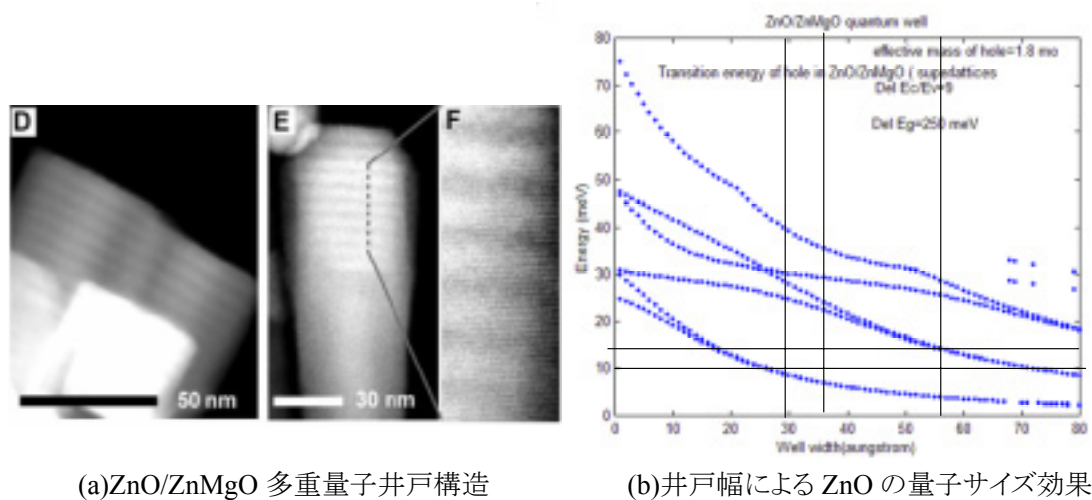 D
50 nm
E
30 nm
F
(a)ZnO/ZnMgO 多重量子井戸構造
ZnO/ZnMgO quantum well
effective mass of hole=1.8 mo
Transition energy of hole in ZnO/ZnMgO ( superlattices
Del Ec/Ev=9
Del Eg=250 meV
Energy (meV)
80
70
60
50
40
30
20
10
0
0 10 20 30 40 50 60 70 80
Well width(aungstrom)
(b)井戸幅による ZnO の量子サイズ効果